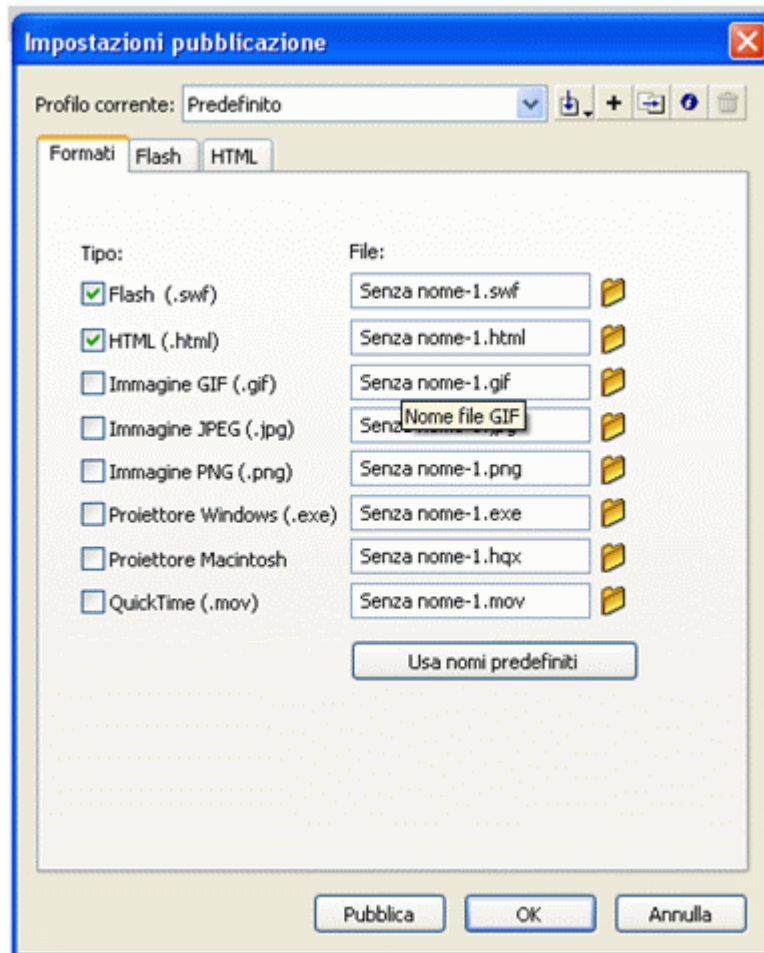 Impostazioni pubblicazione
Profilo corrente: Predefinito
Formati Flash HTML
Tipo: File:
Flash (.swf) Senza nome-1.swf
HTML (.html) Senza nome-1.html
Immagine GIF (.gif) Senza nome-1.gif
Nome file GIF
Immagine JPEG (.jpg)
Immagine PNG (.png) Senza nome-1.png
Proiettore Windows (.exe) Senza nome-1.exe
Proiettore Macintosh Senza nome-1.hqx
QuickTime (.mov) Senza nome-1.mov
Usa nomi predefiniti
Pubblica OK Annulla